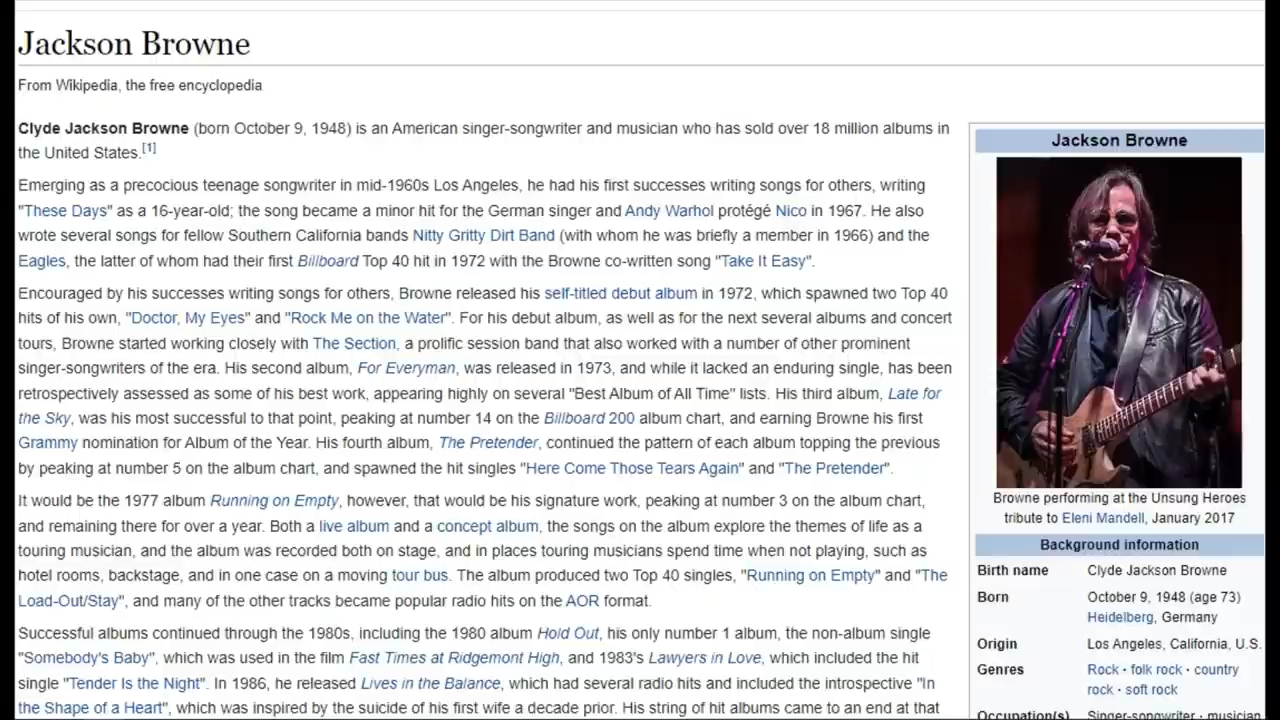 Jackson Browne
From Wikipedia, the free encyclopedia
Clyde Jackson Browne (born October 9, 1948) is an American singer-songwriter and musician who has sold over 18 million albums in
the United States.[1]
Emerging as a precocious teenage songwriter in mid-1960s Los Angeles, he had his first successes writing songs for others, writing
"These Days" as a 16-year-old; the song became a minor hit for the German singer and Andy Warhol protégé Nico in 1967. He also
wrote several songs for fellow Southern California bands Nitty Gritty Dirt Band (with whom he was briefly a member in 1966) and the
Eagles, the latter of whom had their first Billboard Top 40 hit in 1972 with the Browne co-written song "Take It Easy".
Encouraged by his successes writing songs for others, Browne released his self-titled debut album in 1972, which spawned two Top 40
hits of his own, "Doctor, My Eyes" and "Rock Me on the Water". For his debut album, as well as for the next several albums and concert
tours, Browne started working closely with The Section, a prolific session band that also worked with a number of other prominent
singer-songwriters of the era. His second album, For Everyman, was released in 1973, and while it lacked an enduring single, has been
retrospectively assessed as some of his best work, appearing highly on several "Best Album of All Time" lists. His third album, Late for
the Sky, was his most successful to that point, peaking at number 14 on the Billboard 200 album chart, and earning Browne his first
Grammy nomination for Album of the Year. His fourth album, The Pretender, continued the pattern of each album topping the previous
by peaking at number 5 on the album chart, and spawned the hit singles "Here Come Those Tears Again" and "The Pretender".
It would be the 1977 album Running on Empty, however, that would be his signature work, peaking at number 3 on the album chart,
and remaining there for over a year. Both a live album and a concept album, the songs on the album explore the themes of life as a
touring musician, and the album was recorded both on stage, and in places touring musicians spend time when not playing, such as
hotel rooms, backstage, and in one case on a moving tour bus. The album produced two Top 40 singles, "Running on Empty" and "The
Load-Out/Stay", and many of the other tracks became popular radio hits on the AOR format.
Successful albums continued through the 1980s, including the 1980 album Hold Out, his only number 1 album, the non-album single
"Somebody's Baby", which was used in the film Fast Times at Ridgemont High, and 1983's Lawyers in Love, which included the hit
single "Tender Is the Night". In 1986, he released Lives in the Balance, which had several radio hits and included the introspective "In
the Shape of a Heart", which was inspired by the suicide of his first wife a decade prior. His string of hit albums came to an end at that
Jackson Browne
Browne performing at the Unsung Heroes
tribute to Eleni Mandell, January 2017
Background information
Birth name Clyde Jackson Browne
Born October 9, 1948 (age 73)
Heidelberg, Germany
Origin Los Angeles, California, U.S.
Genres Rock · folk rock · country
rock · soft rock
Occupation(s) Singer-songwriter · musician